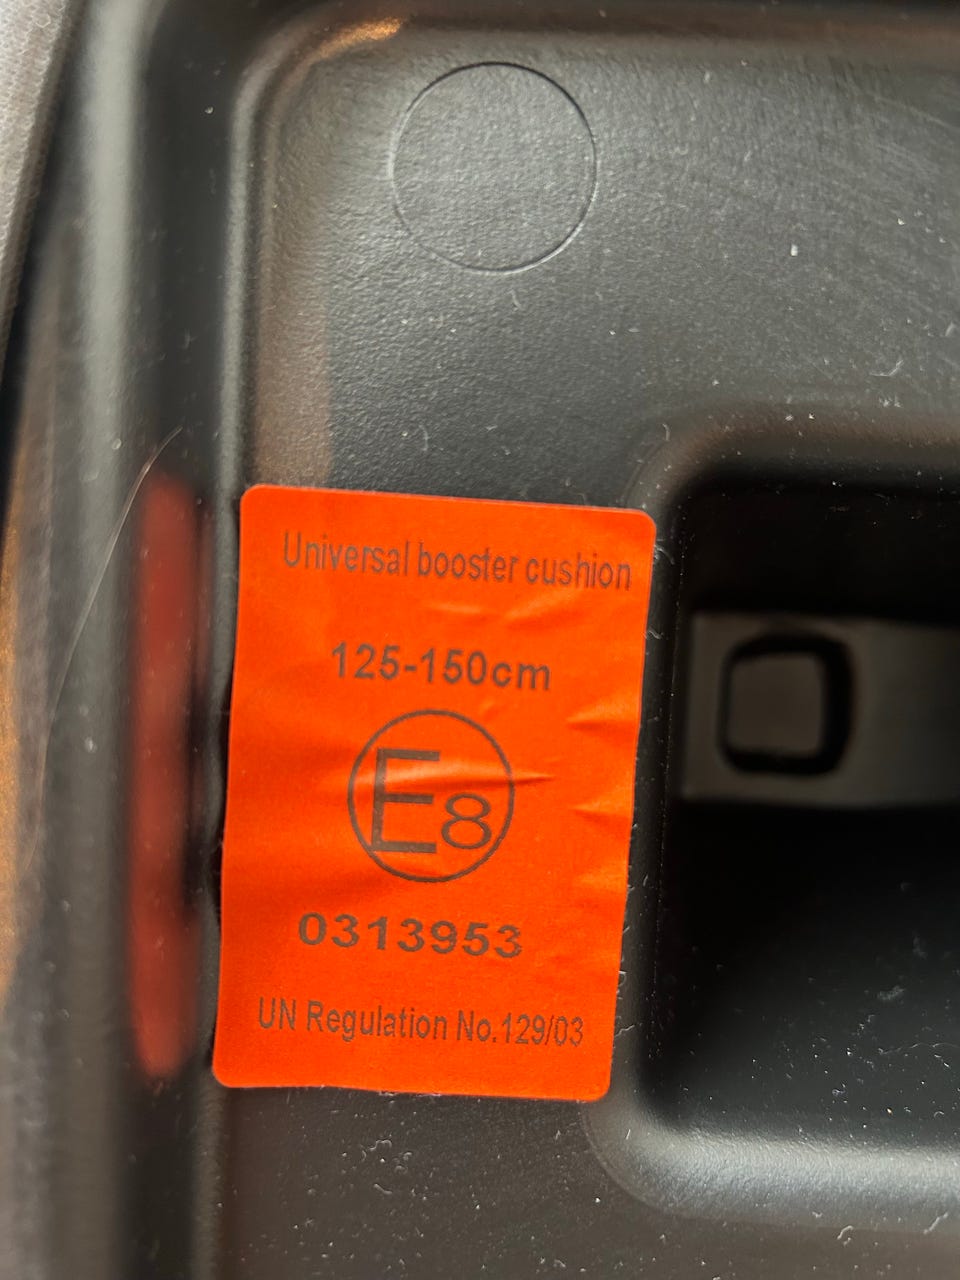 Universal booster cushion
125-150cm
E8
0313953
UN Regulation No.129/03